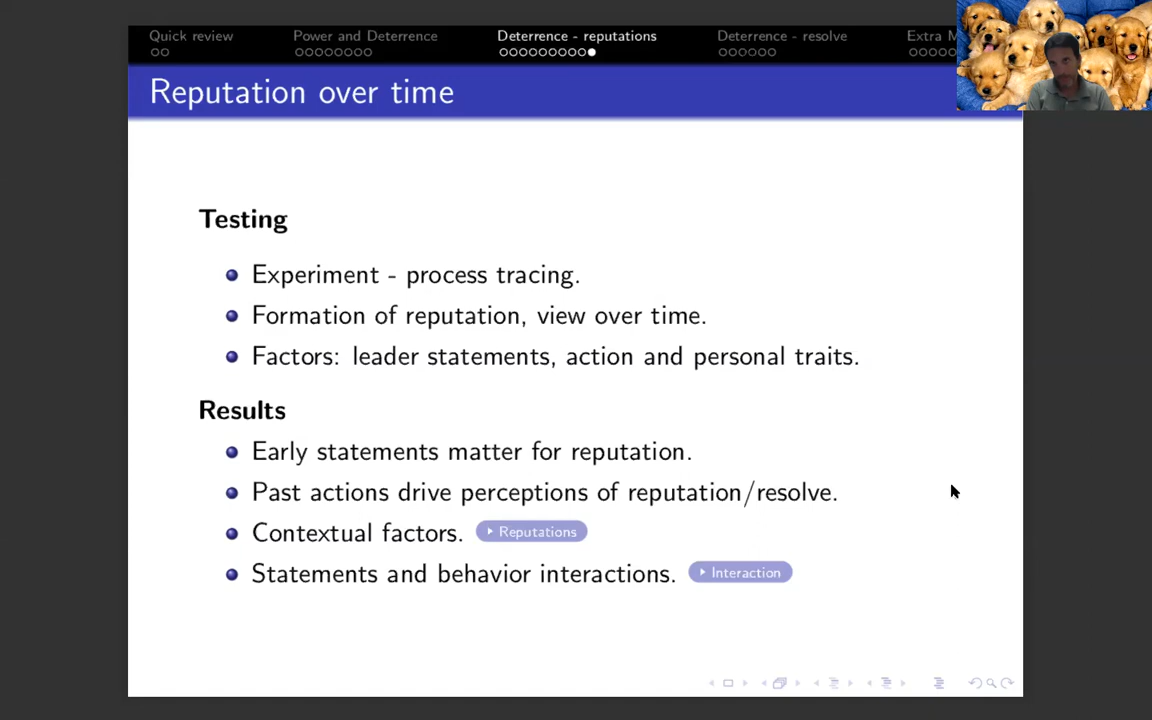 Quick review
Power and Deterrence
Deterrence - reputations
Deterrence - resolve
Extra M
Reputation over time
Testing
Experiment - process tracing.
Formation of reputation, view over time.
Factors: leader statements, action and personal traits.
Results
Early statements matter for reputation.
Past actions drive perceptions of reputation/resolve.
Contextual factors. Reputations
Statements and behavior interactions. Interaction